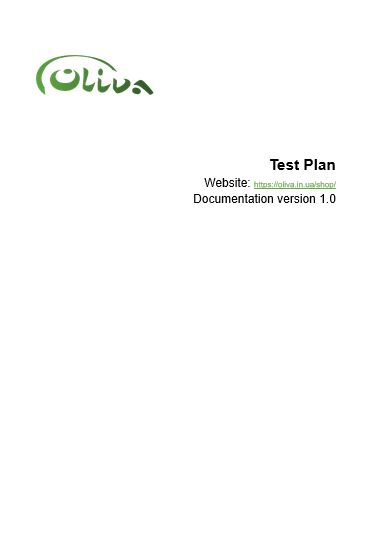 Oliva
Test Plan
Website: https://oliva.in.ua/shop/
Documentation version 1.0